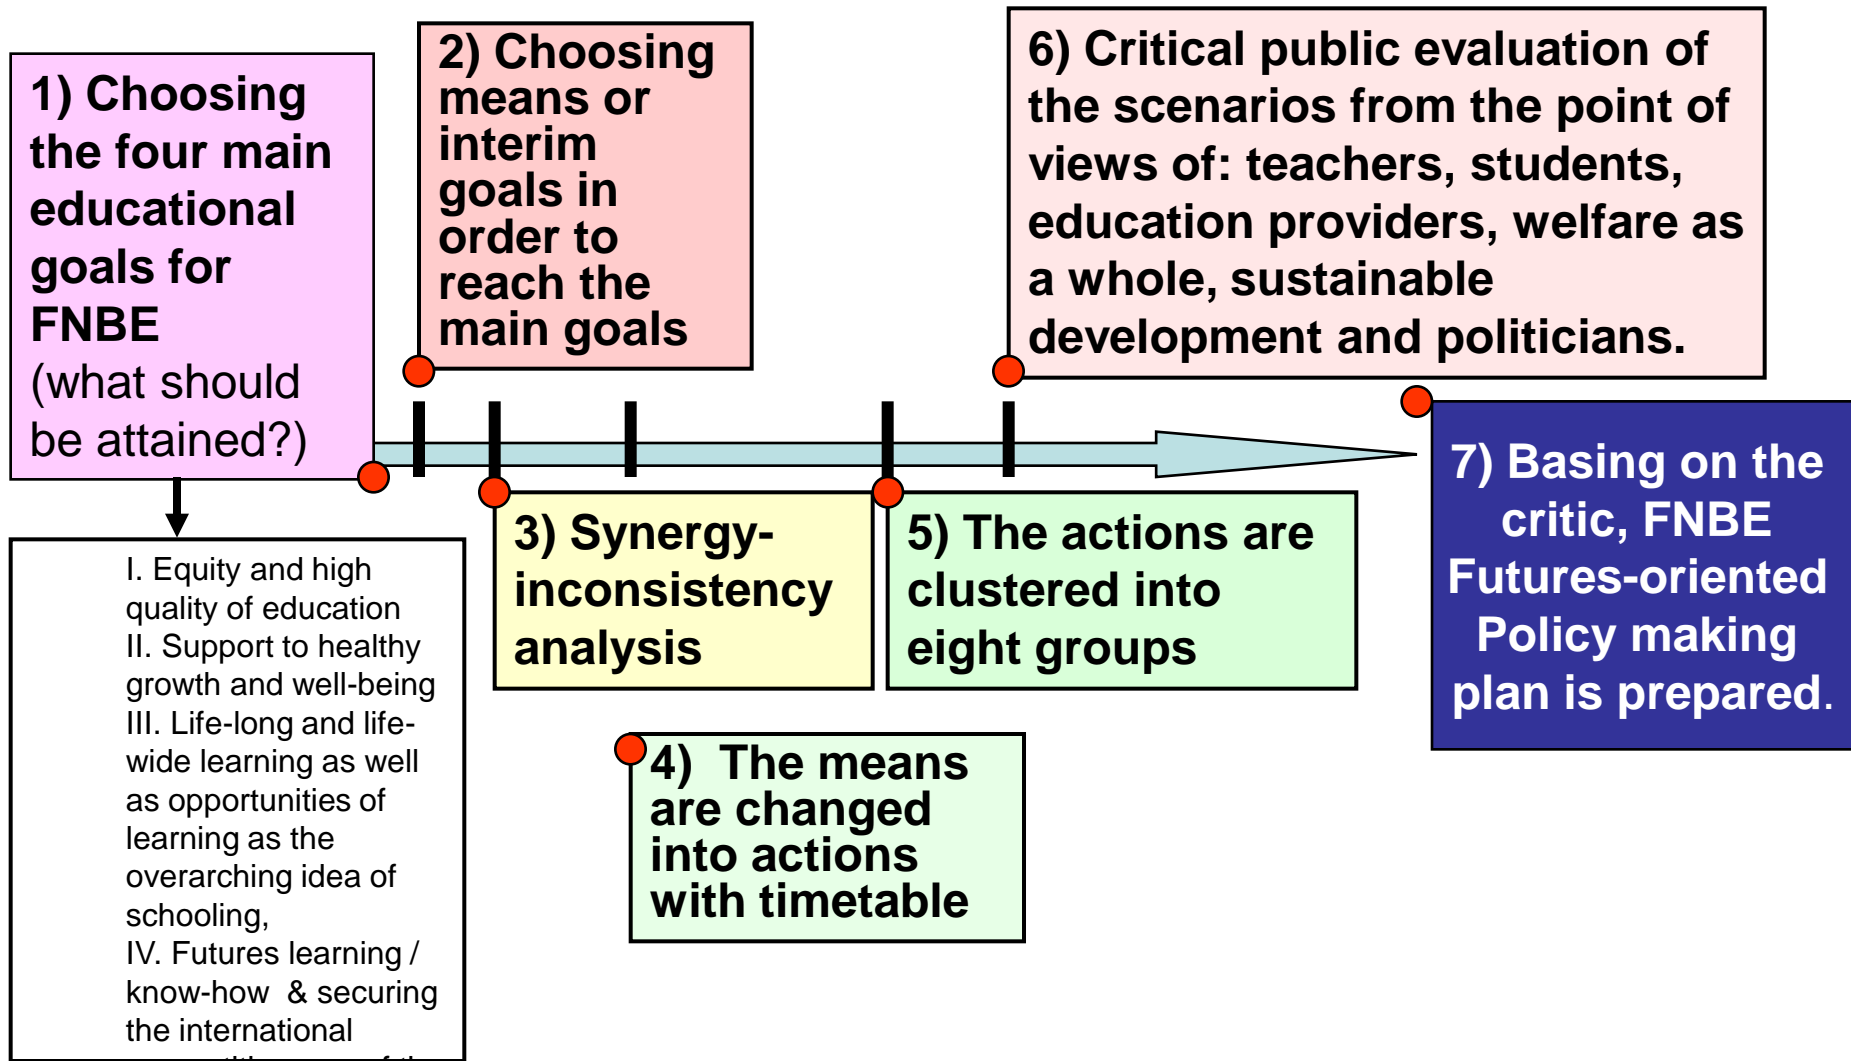 1) Choosing
the four main
educational
goals for
FNBE
(what should
be attained?)
I. Equity and high
quality of education
II. Support to healthy
growth and well-being
III. Life-long and life-
wide learning as well
as opportunities of
learning as the
overarching idea of
schooling,
IV. Futures learning /
know-how & securing
the international
2) Choosing
means or
interim
goals in
order to
reach the
main goals
3) Synergy-
inconsistency
analysis
4) The means
are changed
into actions
with timetable
5) The actions are
clustered into
eight groups
6) Critical public evaluation of
the scenarios from the point of
views of: teachers, students,
education providers, welfare as
a whole, sustainable
development and politicians.
7) Basing on the
critic, FNBE
Futures-oriented
Policy making
plan is prepared.